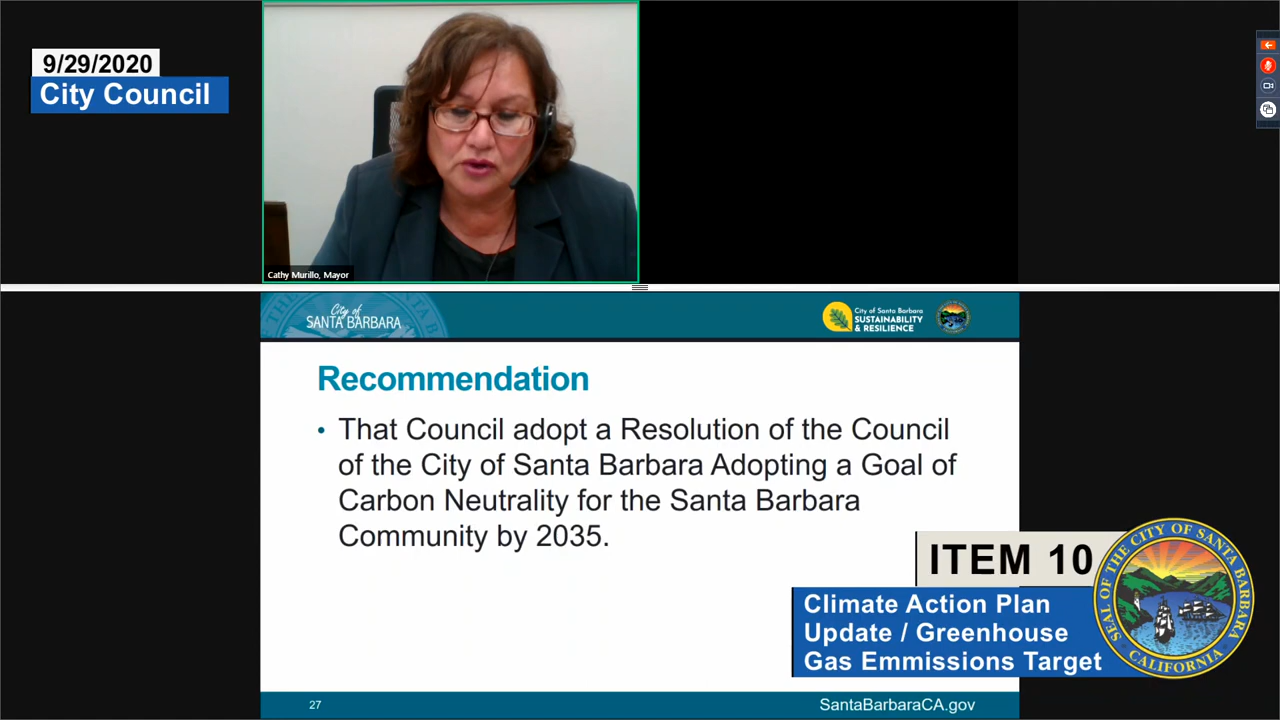 9/29/2020
City Council
Cathy Murillo, Mayor
City of
SANTA BARBARA
City of Santa Barbara
SUSTAINABILITY
& RESILIENCE
Recommendation
• That Council adopt a Resolution of the Council
of the City of Santa Barbara Adopting a Goal of
Carbon Neutrality for the Santa Barbara
Community by 2035.
ITEM 10
Climate Action Plan
Update / Greenhouse
Gas Emmissions Target
SEAL OF THE CITY OF SANTA BARBARA
CALIFORNIA
27
SantaBarbaraCA.gov